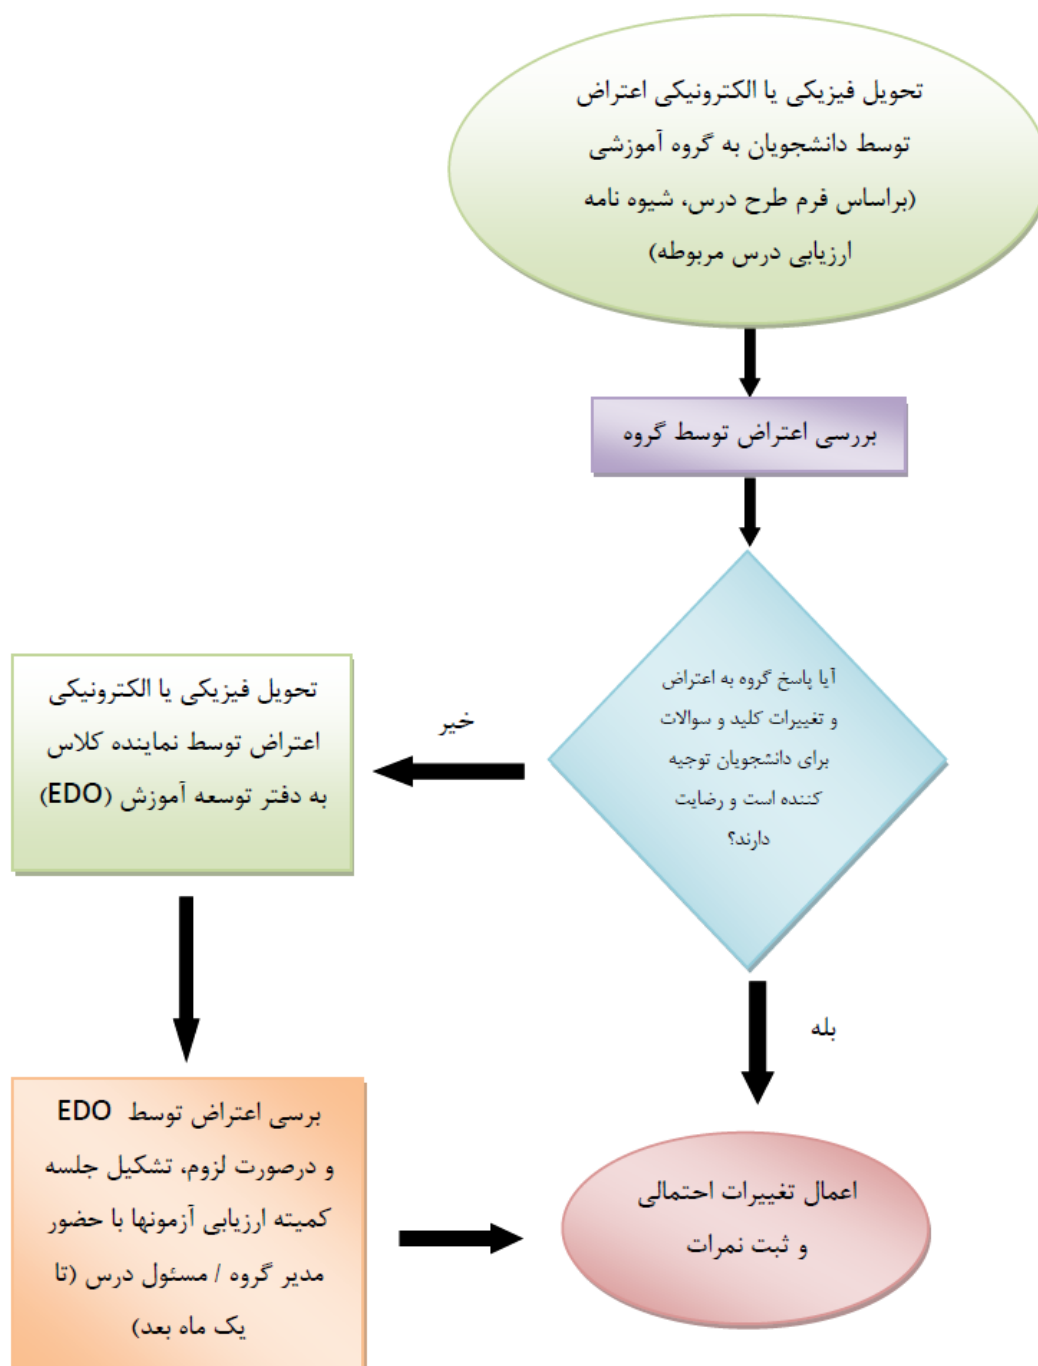 تحویل فیزیکی یا الکترونیکی اعتراض
توسط دانشجویان به گروه آموزشی
(براساس فرم طرح درس، شیوه نامه
ارزیابی درس مربوطه)
بررسی اعتراض توسط گروه
آیا پاسخ گروه به اعتراض
و تغییرات کلید و سوالات
برای دانشجویان توجیه
کننده است و رضایت
دارند؟
خیر
تحویل فیزیکی یا الکترونیکی
اعتراض توسط نماینده کلاس
به دفتر توسعه آموزش (EDO)
بله
برسی اعتراض توسط EDO
و درصورت لزوم، تشکیل جلسه
کمیته ارزیابی آزمونها با حضور
مدیر گروه / مسئول درس (تا
یک ماه بعد)
اعمال تغییرات احتمالی
و ثبت نمرات